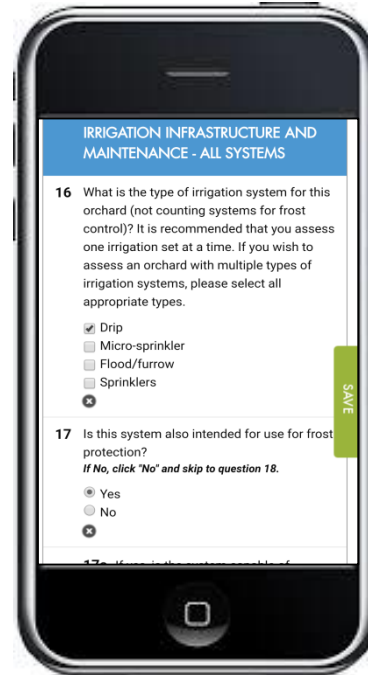 IRRIGATION INFRASTRUCTURE AND
MAINTENANCE - ALL SYSTEMS
16 What is the type of irrigation system for this
orchard (not counting systems for frost
control)? It is recommended that you assess
one irrigation set at a time. If you wish to
assess an orchard with multiple types of
irrigation systems, please select all
appropriate types.
Drip
Micro-sprinkler
Flood/furrow
Sprinklers
SAVE
17 Is this system also intended for use for frost
protection?
If No, click "No" and skip to question 18.
Yes
No